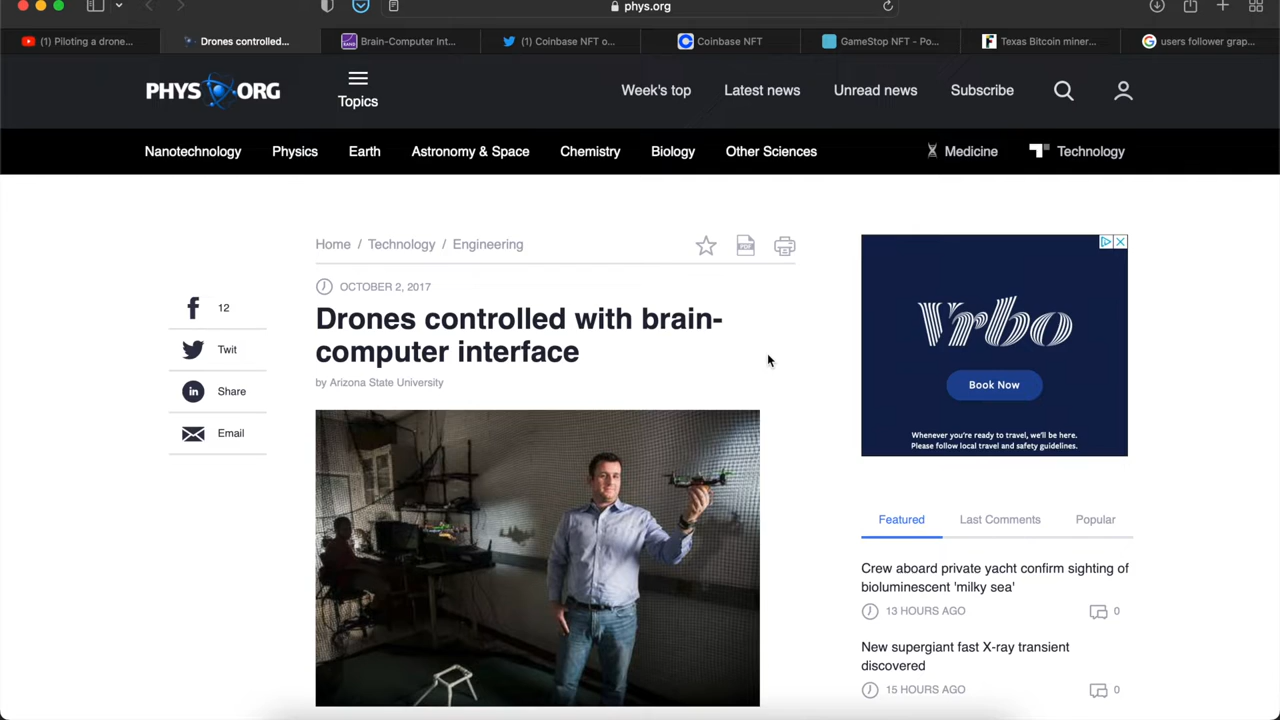 phys.org
(1) Piloting a drone...
Drones controlled...
Brain-Computer Int...
(1) Coinbase NFT o...
Coinbase NFT
GameStop NFT - Po...
Texas Bitcoin miner...
users follower grap...
PHYS ORG
Topics
Week's top
Latest news
Unread news
Subscribe
Nanotechnology
Physics
Earth
Astronomy & Space
Chemistry
Biology
Other Sciences
Medicine
Technology
Home / Technology / Engineering
PDF
OCTOBER 2, 2017
Drones controlled with brain-
computer interface
by Arizona State University
12
Twit
Share
Email
Vrbo
Book Now
Whenever you're ready to travel, we'll be here.
Please follow local travel and safety guidelines.
Featured
Last Comments
Popular
Crew aboard private yacht confirm sighting of
bioluminescent 'milky sea'
13 HOURS AGO
0
New supergiant fast X-ray transient
discovered
15 HOURS AGO
0